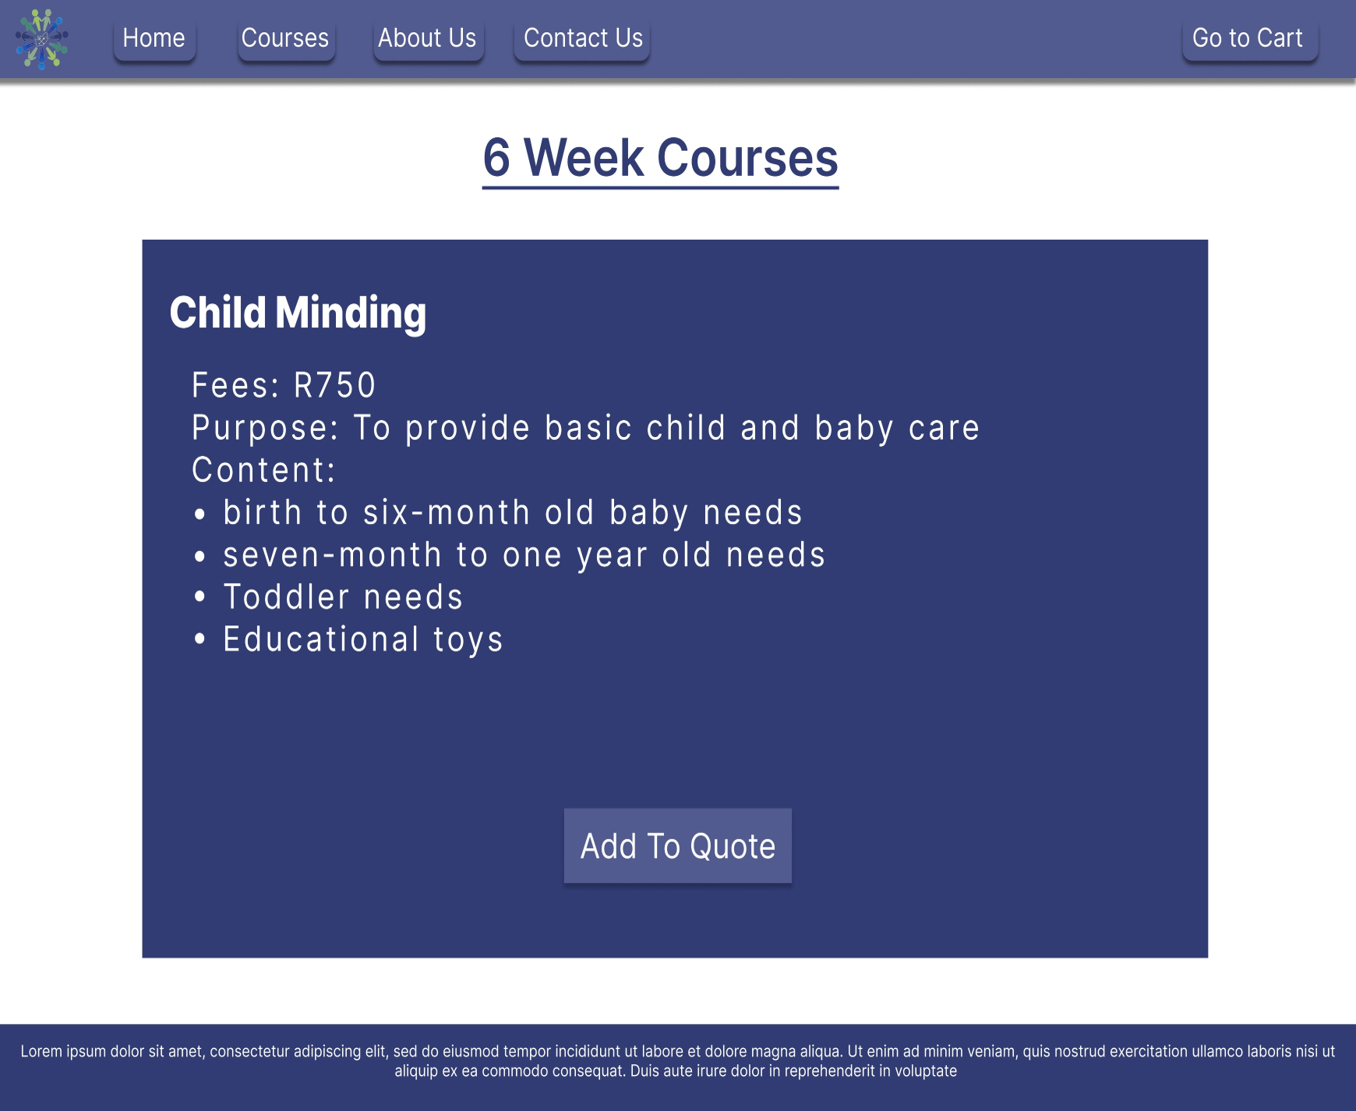 Home Courses About Us Contact Us Go to Cart
6 Week Courses
Child Minding
Fees: R750
Purpose: To provide basic child and baby care
Content:
• birth to six-month old baby needs
• seven-month to one year old needs
• Toddler needs
• Educational toys
Add To Quote
Lorem ipsum dolor sit amet, consectetur adipiscing elit, sed do eiusmod tempor incididunt ut labore et dolore magna aliqua. Ut enim ad minim veniam, quis nostrud exercitation ullamco laboris nisi ut
aliquip ex ea commodo consequat. Duis aute irure dolor in reprehenderit in voluptate